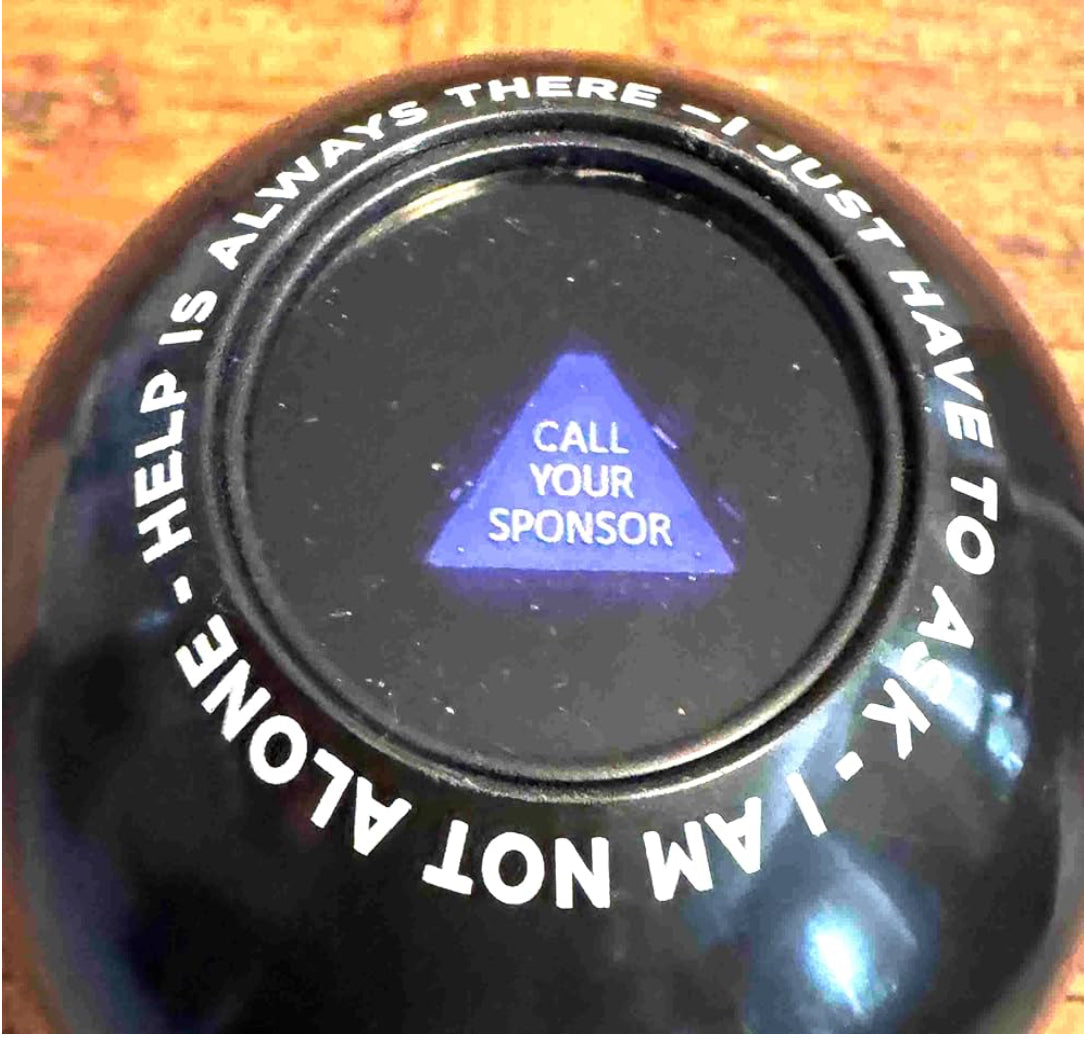 HELP IS ALWAYS THERE - I JUST HAVE TO ASK - I AM NOT ALONE -
CALL
YOUR
SPONSOR